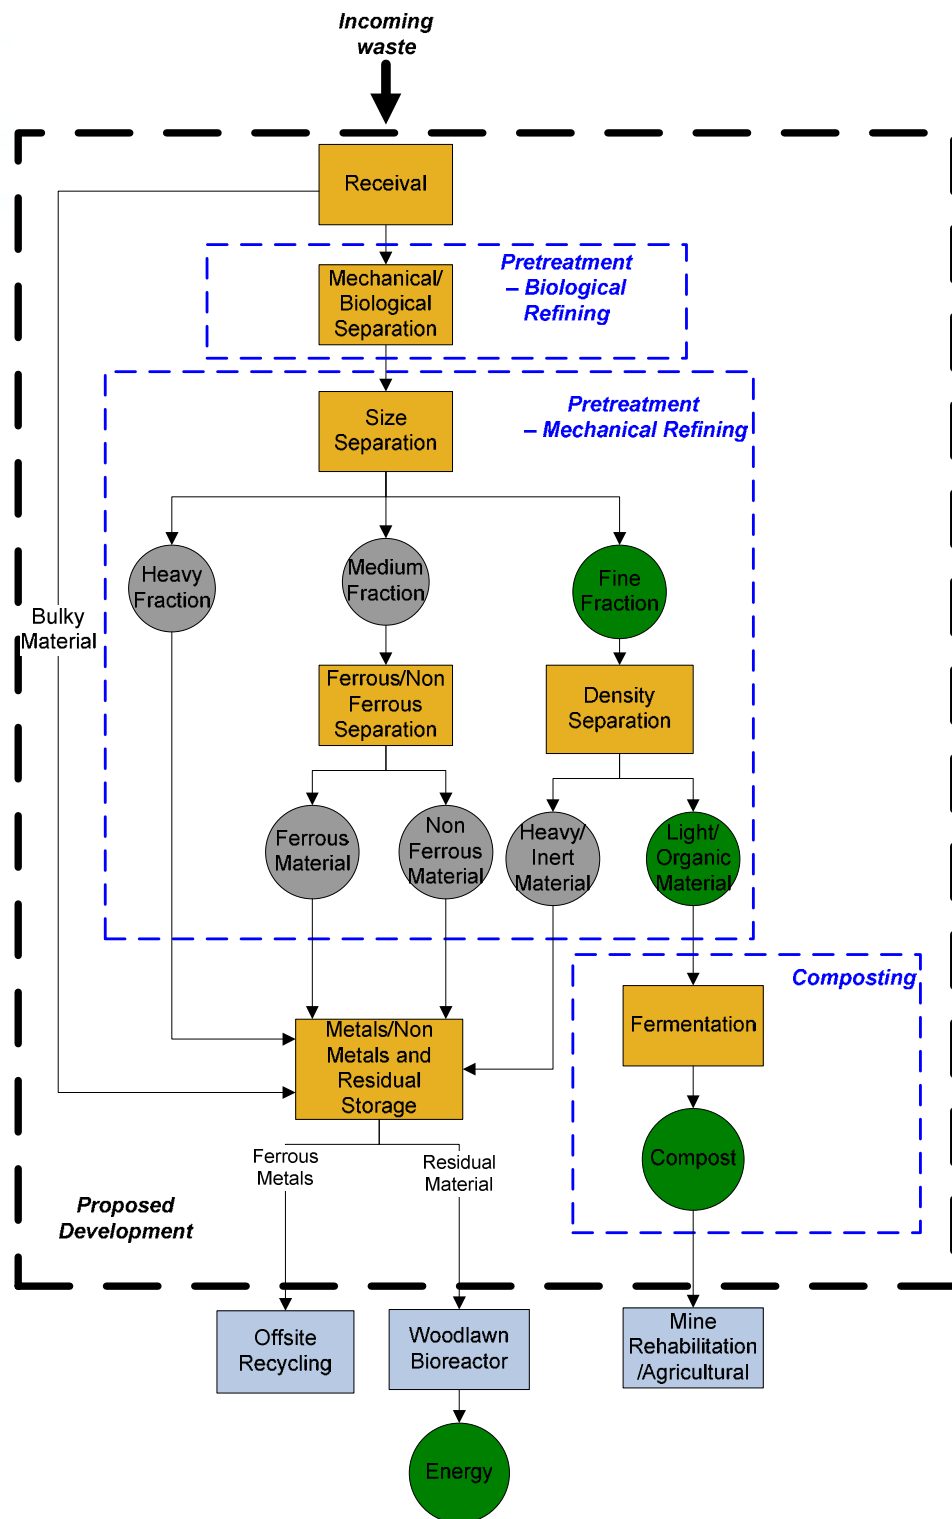 Incoming
waste
Receival
Pretreatment
– Biological
Refining
Mechanical/
Biological
Separation
Pretreatment
– Mechanical Refining
Size
Separation
Heavy
Fraction
Medium
Fraction
Fine
Fraction
Bulky
Material
Ferrous/Non
Ferrous
Separation
Density
Separation
Ferrous
Material
Non
Ferrous
Material
Heavy/
Inert
Material
Light/
Organic
Material
Composting
Metals/Non
Metals and
Residual
Storage
Fermentation
Compost
Ferrous
Metals
Residual
Material
Proposed
Development
Offsite
Recycling
Woodlawn
Bioreactor
Mine
Rehabilitation
/Agricultural
Energy